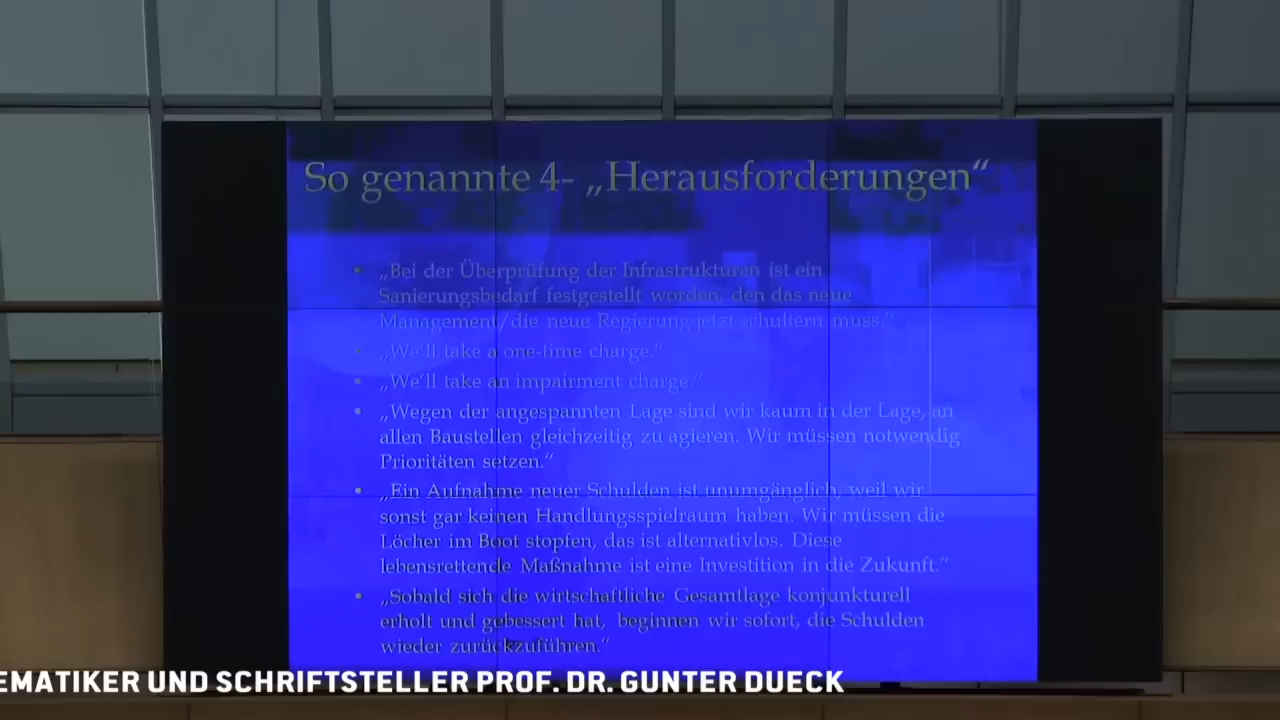 So genannte 4- „Herausforderungen“
• „Bei der Überprüfung der Infrastrukturen ist ein
Sanierungsbedarf festgestellt worden, den das neue
Management/die neue Regierung jetzt schultern muss.“
• „We'll take a one-time charge.“
• „We'll take an impairment charge.“
• „Wegen der angespannten Lage sind wir kaum in der Lage, an
allen Baustellen gleichzeitig zu agieren. Wir müssen notwendig
Prioritäten setzen.“
• „Ein Aufnahme neuer Schulden ist unumgänglich, weil wir
sonst gar keinen Handlungsspielraum haben. Wir müssen die
Löcher im Boot stopfen, das ist alternativlos. Diese
lebensrettende Maßnahme ist eine Investition in die Zukunft.“
• „Sobald sich die wirtschaftliche Gesamtlage konjunkturell
erholt und gebessert hat, beginnen wir sofort, die Schulden
wieder zurückzuführen.“
EMATIKER UND SCHRIFTSTELLER PROF. DR. GUNTER DUECK